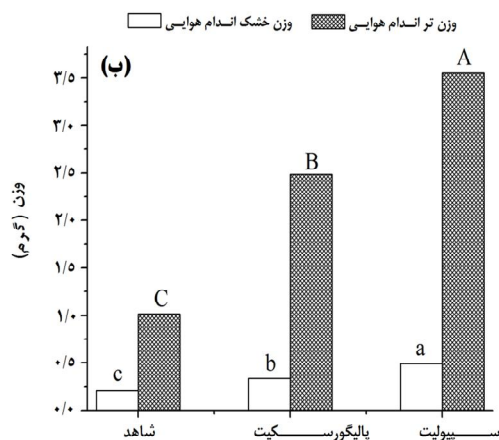 وزن تر اندام هوایی وزن خشک اندام هوایی
(ب)
وزن (گرم)
۳/۵
۳/۰
۲/۵
۲/۰
۱/۵
۱/۰
۰/۵
۰/۰
c C b B a A
شاهد پالیگورسکیت سپیولیت